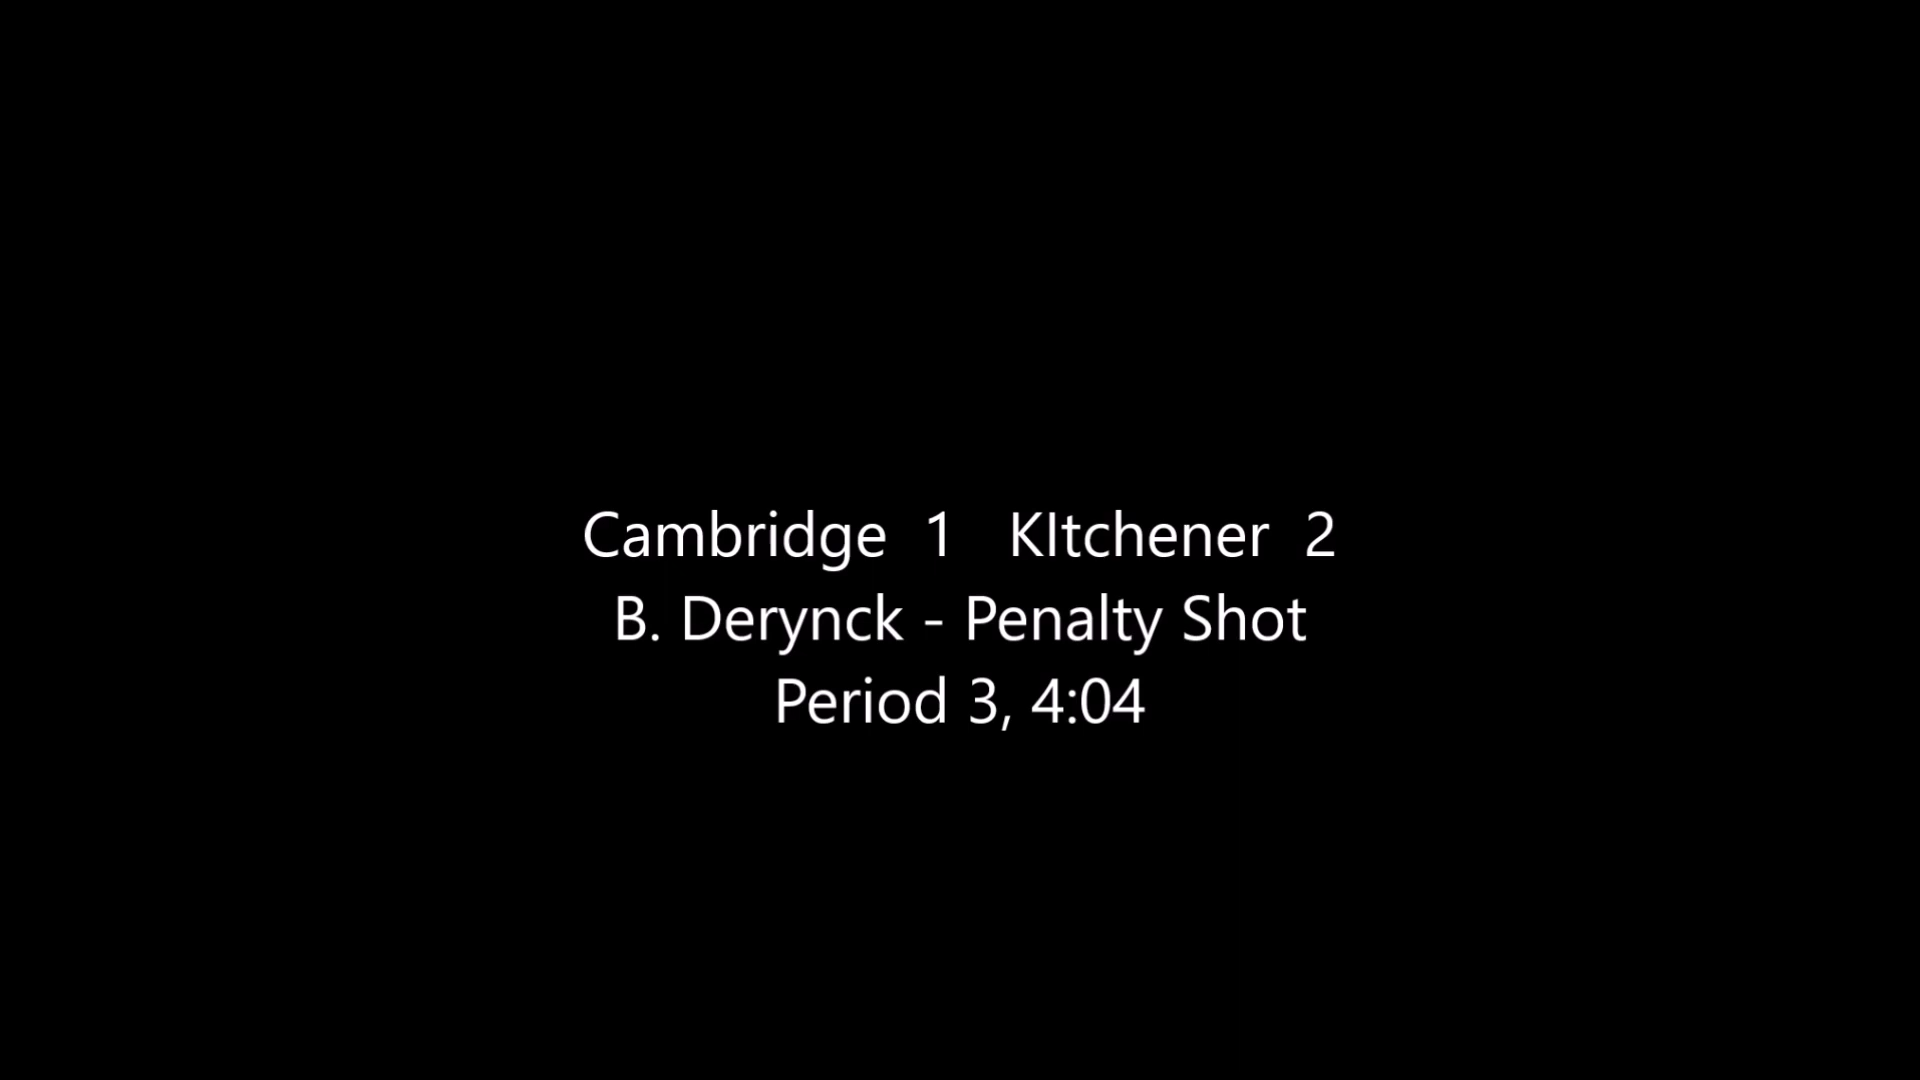 Cambridge 1 KItchener 2
B. Derynck - Penalty Shot
Period 3, 4:04